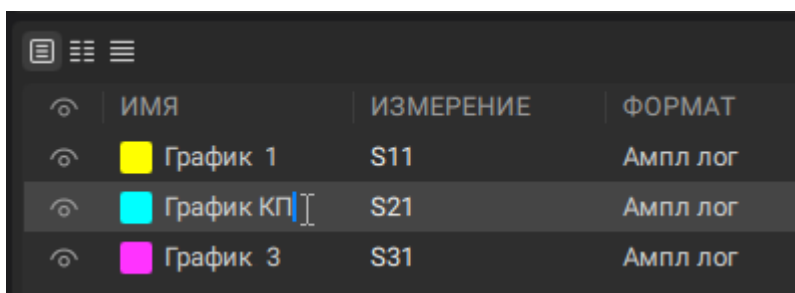 ИМЯ ИЗМЕРЕНИЕ ФОРМАТ
График 1 S11 Ампл лог
График КП S21 Ампл лог
График 3 S31 Ампл лог